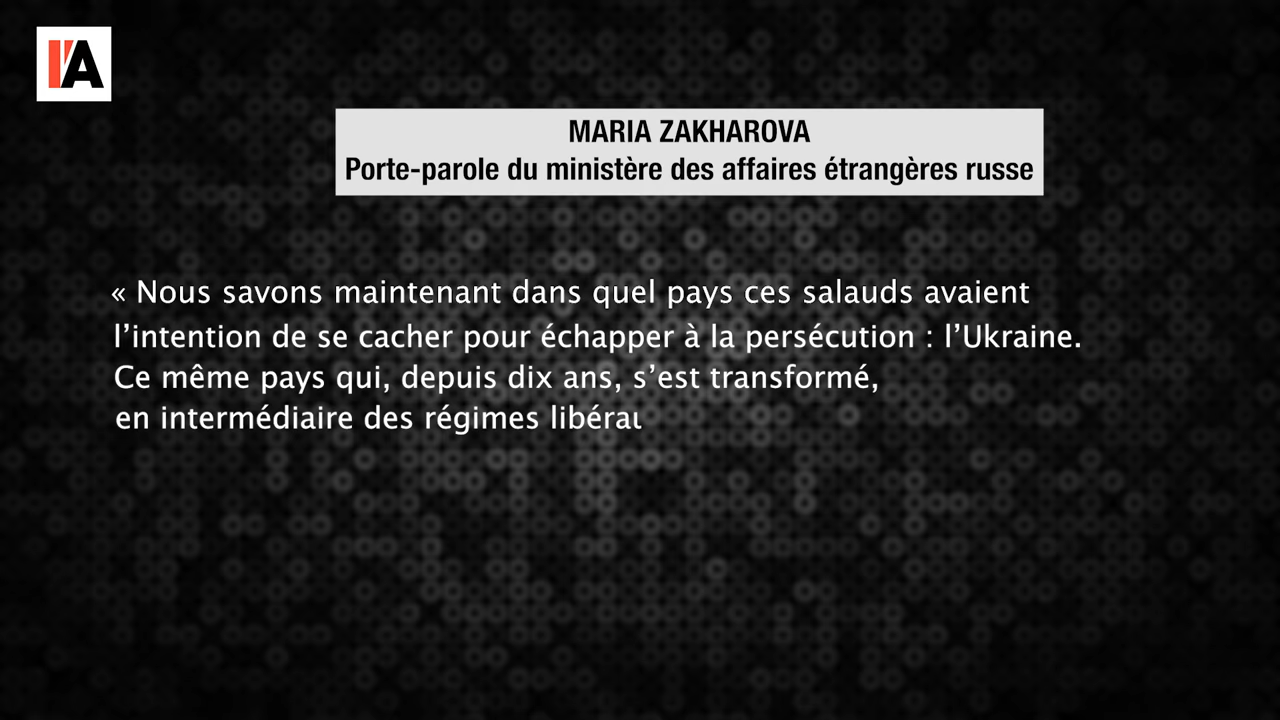 l'A
MARIA ZAKHAROVA
Porte-parole du ministère des affaires étrangères russe
« Nous savons maintenant dans quel pays ces salauds avaient
l’intention de se cacher pour échapper à la persécution : l’Ukraine.
Ce même pays qui, depuis dix ans, s’est transformé,
en intermédiaire des régimes